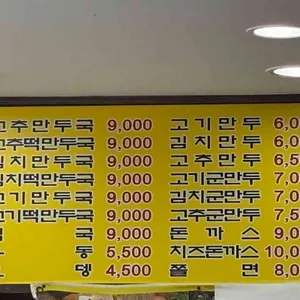 고추만두국 9,000 고기만두 6,0
고추떡만두국 9,000 김치만두 6,0
김치만두국 9,000 고추만두 6,5
김치떡만두국 9,000 고기군만두 7,0
고기만두국 9,000 김치군만두 7,0
고기떡만두국 9,000 고추군만두 7,5
국 9,000 돈까스 9,0
동 5,500 치즈돈까스 10,0
뎅 4,500 쫄면 8,0